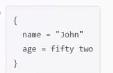 {
name = "John"
age = fifty two
}